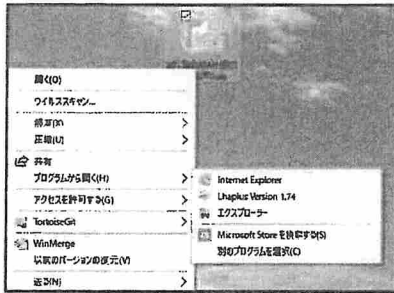 開く(O)
ウイルススキャン...
解凍(X)
圧縮(U)
共有
プログラムから開く(H)
アクセスを許可する(G)
TortoiseGit
WinMerge
以前のバージョンの復元(V)
送る(N)
Internet Explorer
Lhaplus Version 1.74
エクスプローラー
Microsoft Store を検索する(S)
別のプログラムを選択(C)